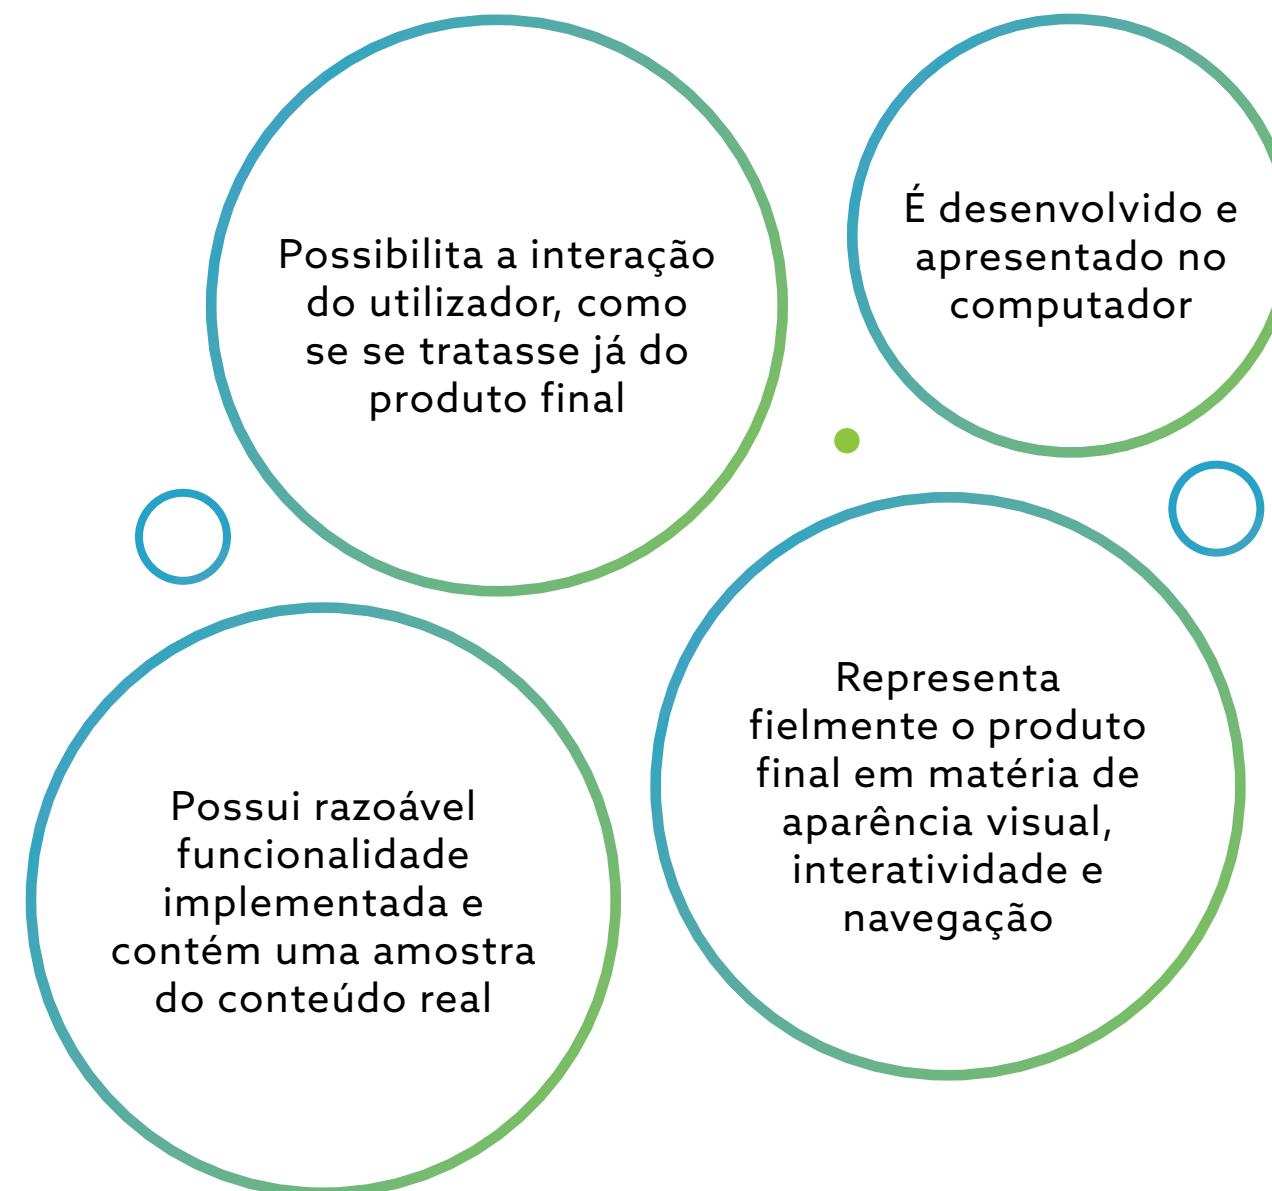 Possibilita a interação
do utilizador, como
se se tratasse já do
produto final
É desenvolvido e
apresentado no
computador
Possui razoável
funcionalidade
implementada e
contém uma amostra
do conteúdo real
Representa
fielmente o produto
final em matéria de
aparência visual,
interatividade e
navegação